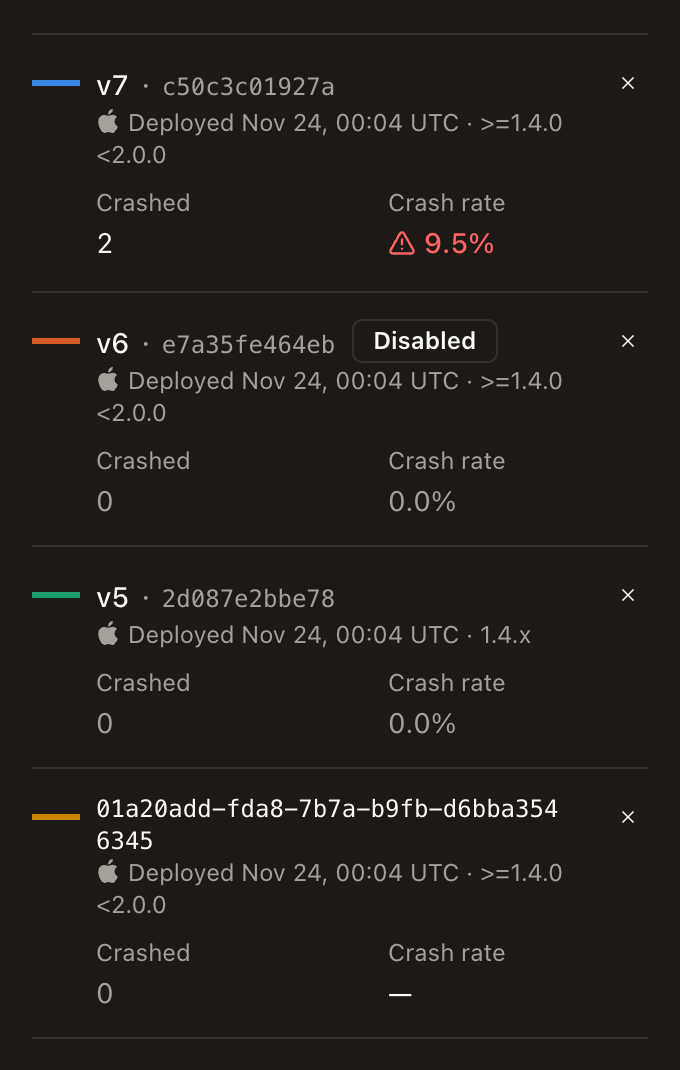 v7 · c50c3c01927a
Deployed Nov 24, 00:04 UTC · >=1.4.0
<2.0.0
Crashed Crash rate
2 9.5%
v6 · e7a35fe464eb Disabled
Deployed Nov 24, 00:04 UTC · >=1.4.0
<2.0.0
Crashed Crash rate
0 0.0%
v5 · 2d087e2bbe78
Deployed Nov 24, 00:04 UTC · 1.4.x
Crashed Crash rate
0 0.0%
01a20add-fda8-7b7a-b9fb-d6bba354
6345
Deployed Nov 24, 00:04 UTC · >=1.4.0
<2.0.0
Crashed Crash rate
0 —